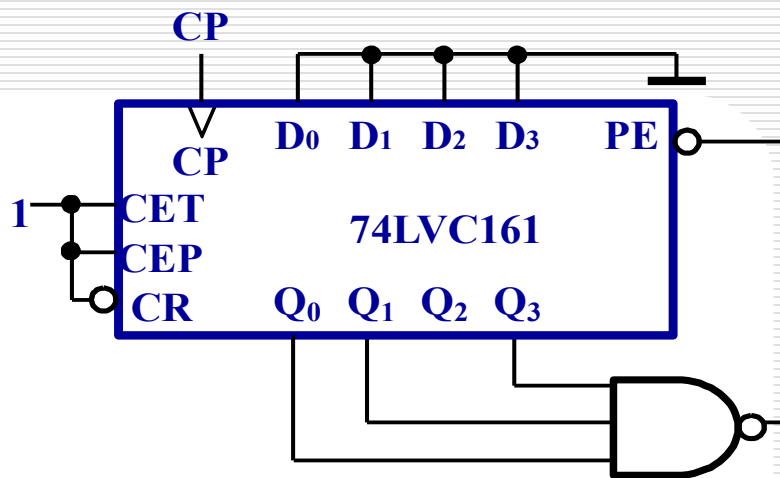 CP
D0 D1 D2 D3 PE
CP
1 CET
74LVC161
CEP
CR Q0 Q1 Q2 Q3